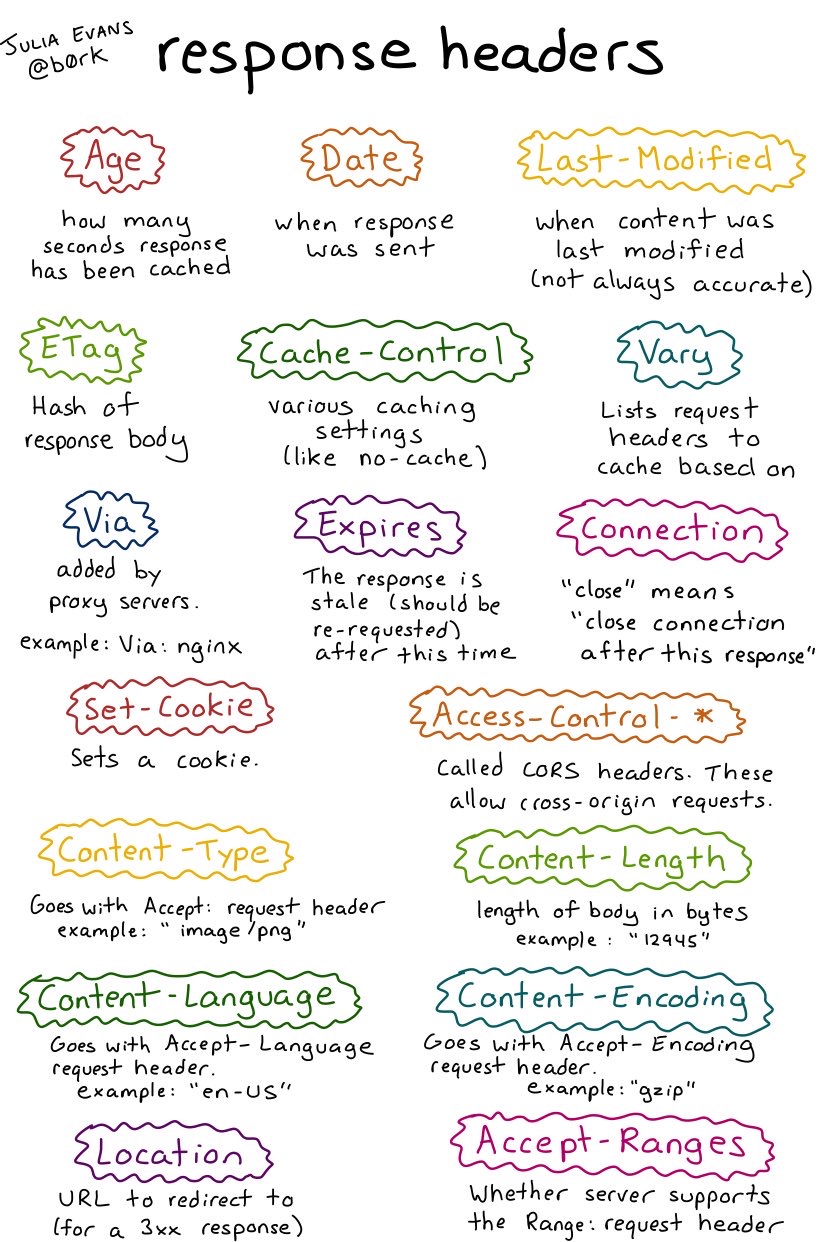 JULIA EVANS
@b0rk
response headers
Age
how many
seconds response
has been cached
Date
when response
was sent
Last-Modified
when content was
last modified
(not always accurate)
ETag
Hash of
response body
Cache-Control
various caching
settings
(like no-cache)
Vary
Lists request
headers to
cache based on
Via
added by
proxy servers.
example: Via: nginx
Expires
The response is
stale (should be
re-requested)
after this time
Connection
"close" means
"close connection
after this response"
Set-Cookie
Sets a cookie.
Access-Control-*
Called CORS headers. These
allow cross-origin requests.
Content-Type
Goes with Accept: request header
example: "image/png"
Content-Length
length of body in bytes
example: "12945"
Content-Language
Goes with Accept-Language
request header.
example: "en-US"
Content-Encoding
Goes with Accept-Encoding
request header.
example: "gzip"
Location
URL to redirect to
(for a 3xx response)
Accept-Ranges
Whether server supports
the Range: request header